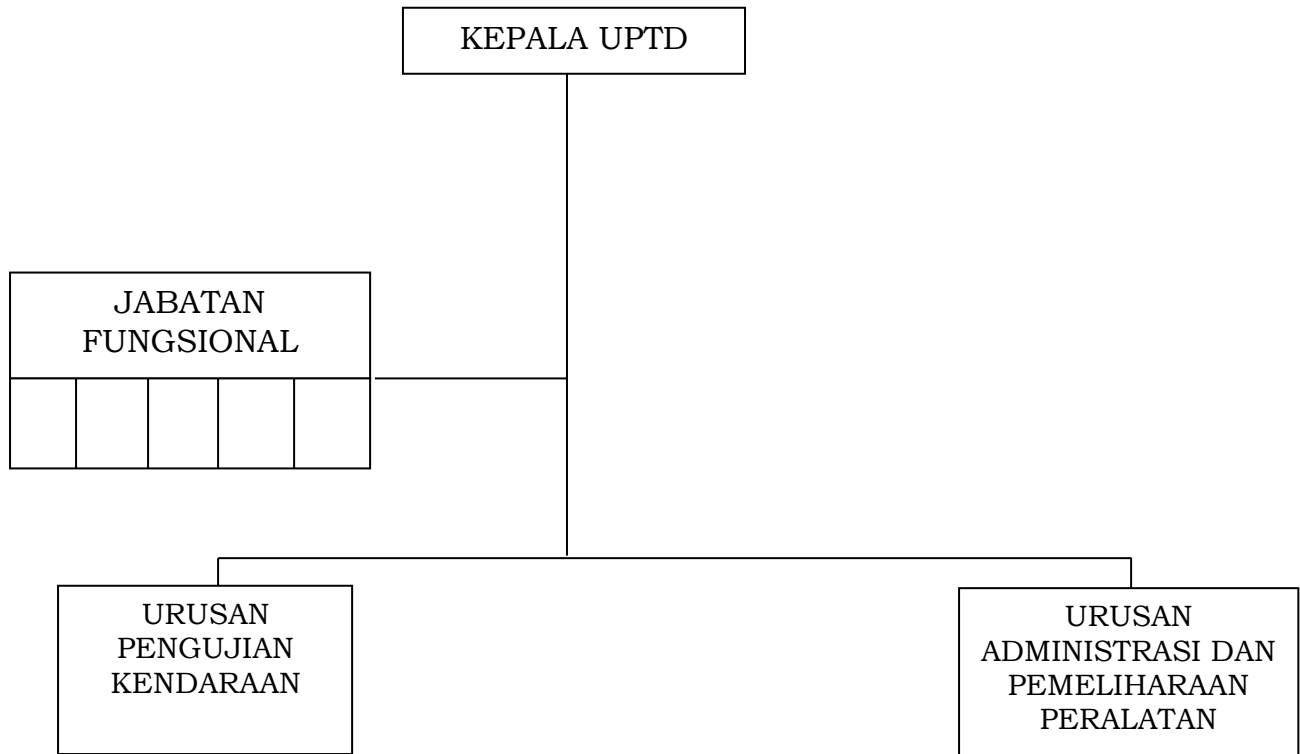 KEPALA UPTD
JABATAN
FUNGSIONAL
URUSAN
PENGUJIAN
KENDARAAN
URUSAN
ADMINISTRASI DAN
PEMELIHARAAN
PERALATAN